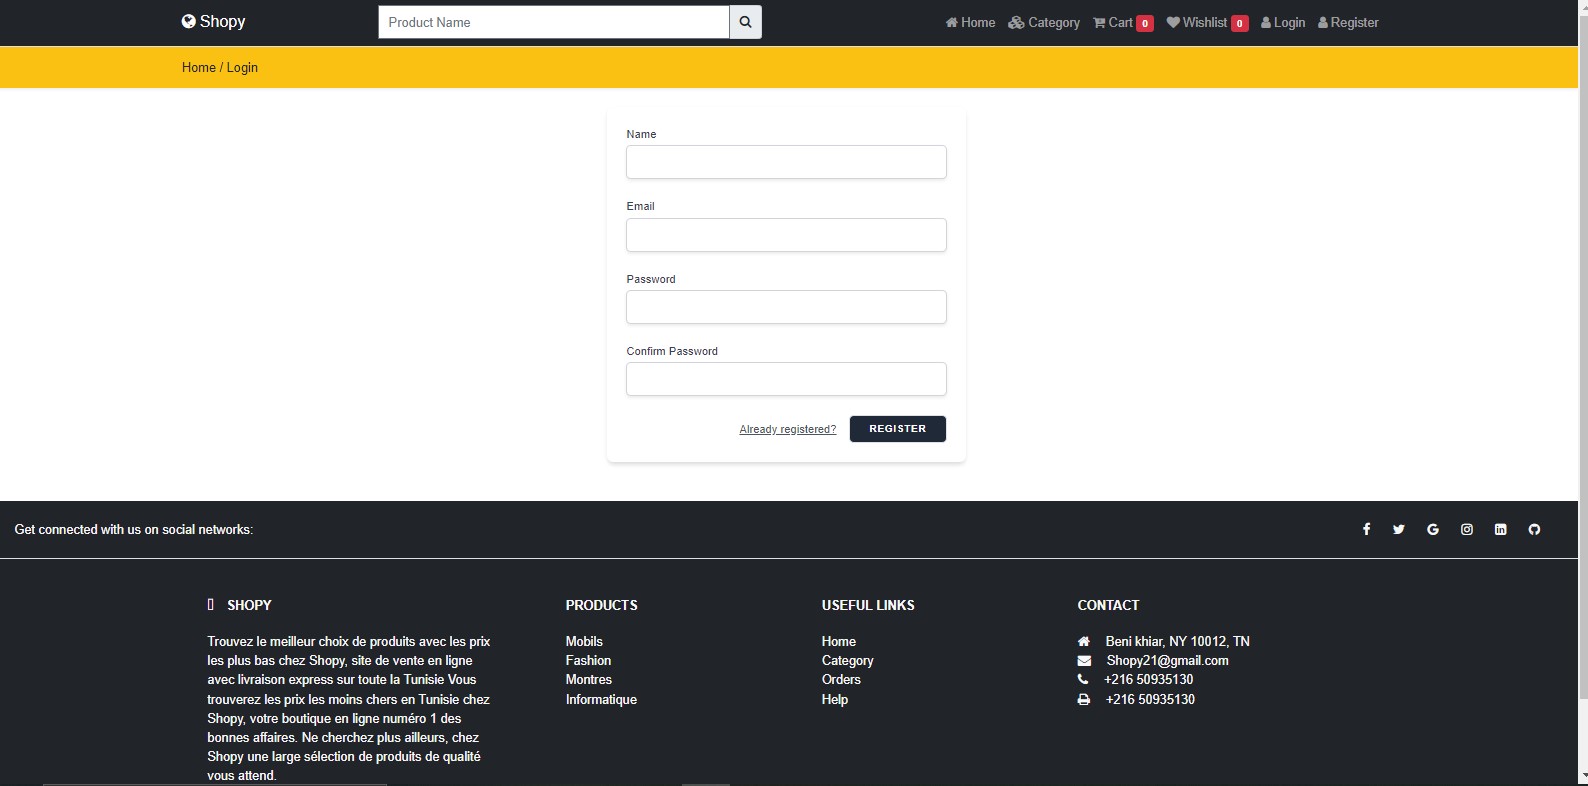 Shopy
Product Name
Home Category Cart 0 Wishlist 0 Login Register
Home / Login
Name
Email
Password
Confirm Password
Already registered? REGISTER
Get connected with us on social networks:
SHOPY
Trouvez le meilleur choix de produits avec les prix
les plus bas chez Shopy, site de vente en ligne
avec livraison express sur toute la Tunisie Vous
trouverez les prix les moins chers en Tunisie chez
Shopy, votre boutique en ligne numéro 1 des
bonnes affaires. Ne cherchez plus ailleurs, chez
Shopy une large sélection de produits de qualité
vous attend.
PRODUCTS
Mobils
Fashion
Montres
Informatique
USEFUL LINKS
Home
Category
Orders
Help
CONTACT
Beni khiar, NY 10012, TN
Shopy21@gmail.com
+216 50935130
+216 50935130